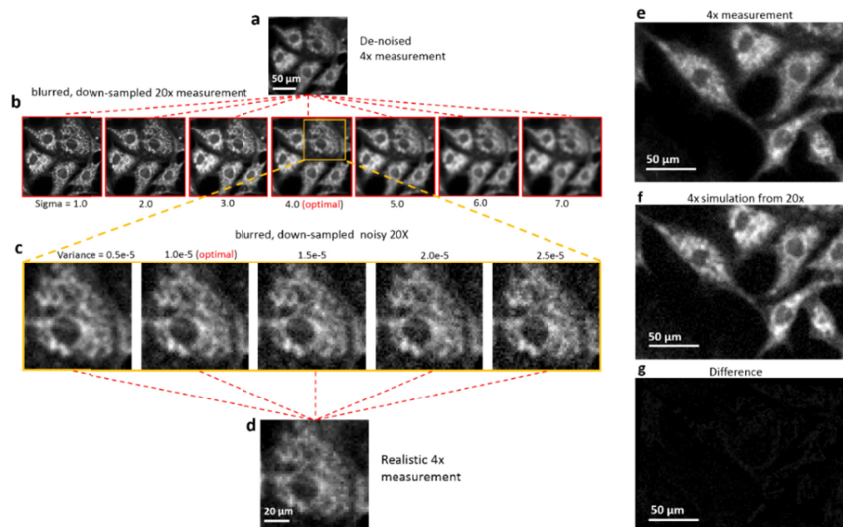 a
De-noised
4x measurement
50 μm
blurred, down-sampled 20x measurement
b
Sigma = 1.0
2.0
3.0
4.0 (optimal)
5.0
6.0
7.0
c
blurred, down-sampled noisy 20X
Variance = 0.5e-5
1.0e-5 (optimal)
1.5e-5
2.0e-5
2.5e-5
d
Realistic 4x
measurement
20 μm
e
4x measurement
50 μm
f
4x simulation from 20x
50 μm
g
Difference
50 μm